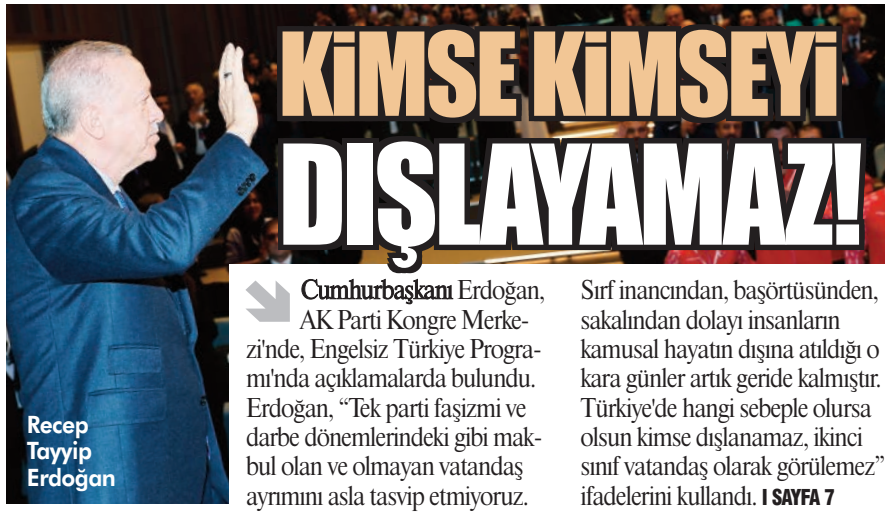 KİMSE KİMSEYİ
DIŞLAYAMAZ!
Recep
Tayyip
Erdoğan
Cumhurbaşkanı Erdoğan,
AK Parti Kongre Merke-
zi'nde, Engelsiz Türkiye Progra-
mı'nda açıklamalarda bulundu.
Erdoğan, “Tek parti faşizmi ve
darbe dönemlerindeki gibi mak-
bul olan ve olmayan vatandaş
ayrımını asla tasvip etmiyoruz.
Sırf inancından, başörtüsünden,
sakalından dolayı insanların
kamusal hayatın dışına atıldığı o
kara günler artık geride kalmıştır.
Türkiye'de hangi sebeple olursa
olsun kimse dışlanamaz, ikinci
sınıf vatandaş olarak görülemez”
ifadelerini kullandı. I SAYFA 7